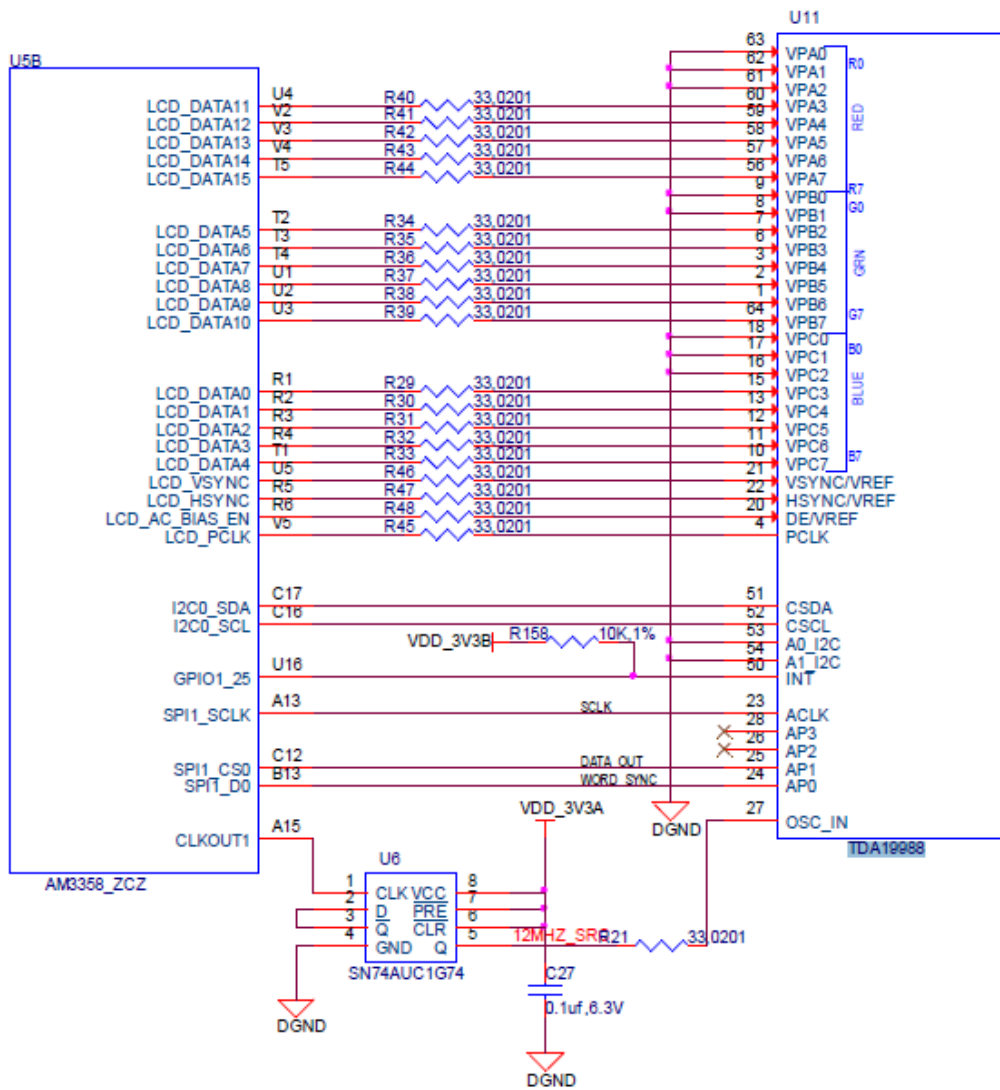 U11
U5B
63 VPA0 R0
62 VPA1
61 VPA2
LCD_DATA11 U4 R40 33,0201 60 VPA3
LCD_DATA12 V2 R41 33,0201 59 VPA4 RED
LCD_DATA13 V3 R42 33,0201 58 VPA5
LCD_DATA14 V4 R43 33,0201 57 VPA6
LCD_DATA15 T5 R44 33,0201 56 VPA7
9 VPB0 R7
8 VPB1 G0
LCD_DATA5 T2 R34 33,0201 7 VPB2
LCD_DATA6 T3 R35 33,0201 6 VPB3
LCD_DATA7 T4 R36 33,0201 3 VPB4 GRN
LCD_DATA8 U1 R37 33,0201 2 VPB5
LCD_DATA9 U2 R38 33,0201 1 VPB6
LCD_DATA10 U3 R39 33,0201 64 VPB7 G7
18 VPC0
17 VPC1 B0
16 VPC2
LCD_DATA0 R1 R29 33,0201 15 VPC3 BLUE
LCD_DATA1 R2 R30 33,0201 13 VPC4
LCD_DATA2 R3 R31 33,0201 12 VPC5
LCD_DATA3 R4 R32 33,0201 11 VPC6
LCD_DATA4 T1 R33 33,0201 10 VPC7 B7
LCD_VSYNC U5 R46 33,0201 21 VSYNC/VREF
LCD_HSYNC R5 R47 33,0201 22 HSYNC/VREF
LCD_AC_BIAS_EN R6 R48 33,0201 20 DE/VREF
LCD_PCLK V5 R45 33,0201 4 PCLK
I2C0_SDA C17 51 CSDA
I2C0_SCL C16 52 CSCL
VDD_3V3B R158 10K,1% 53 A0_I2C
54 A1_I2C
GPIO1_25 U16 50 INT
SPI1_SCLK A13 SCLK 23 ACLK
28 AP3
26 AP2
SPI1_CS0 C12 DATA_OUT 25 AP1
SPI1_D0 B13 WORD_SYNC 24 AP0
VDD_3V3A DGND
CLKOUT1 A15 27 OSC_IN
TDA19988
AM3358_ZCZ
U6
1 CLK VCC 8
2 D PRE 7
3 Q CLR 6
4 GND Q 5 12MHZ_SR R21 33,0201
SN74AUC1G74
C27
0.1uf,6.3V
DGND
DGND